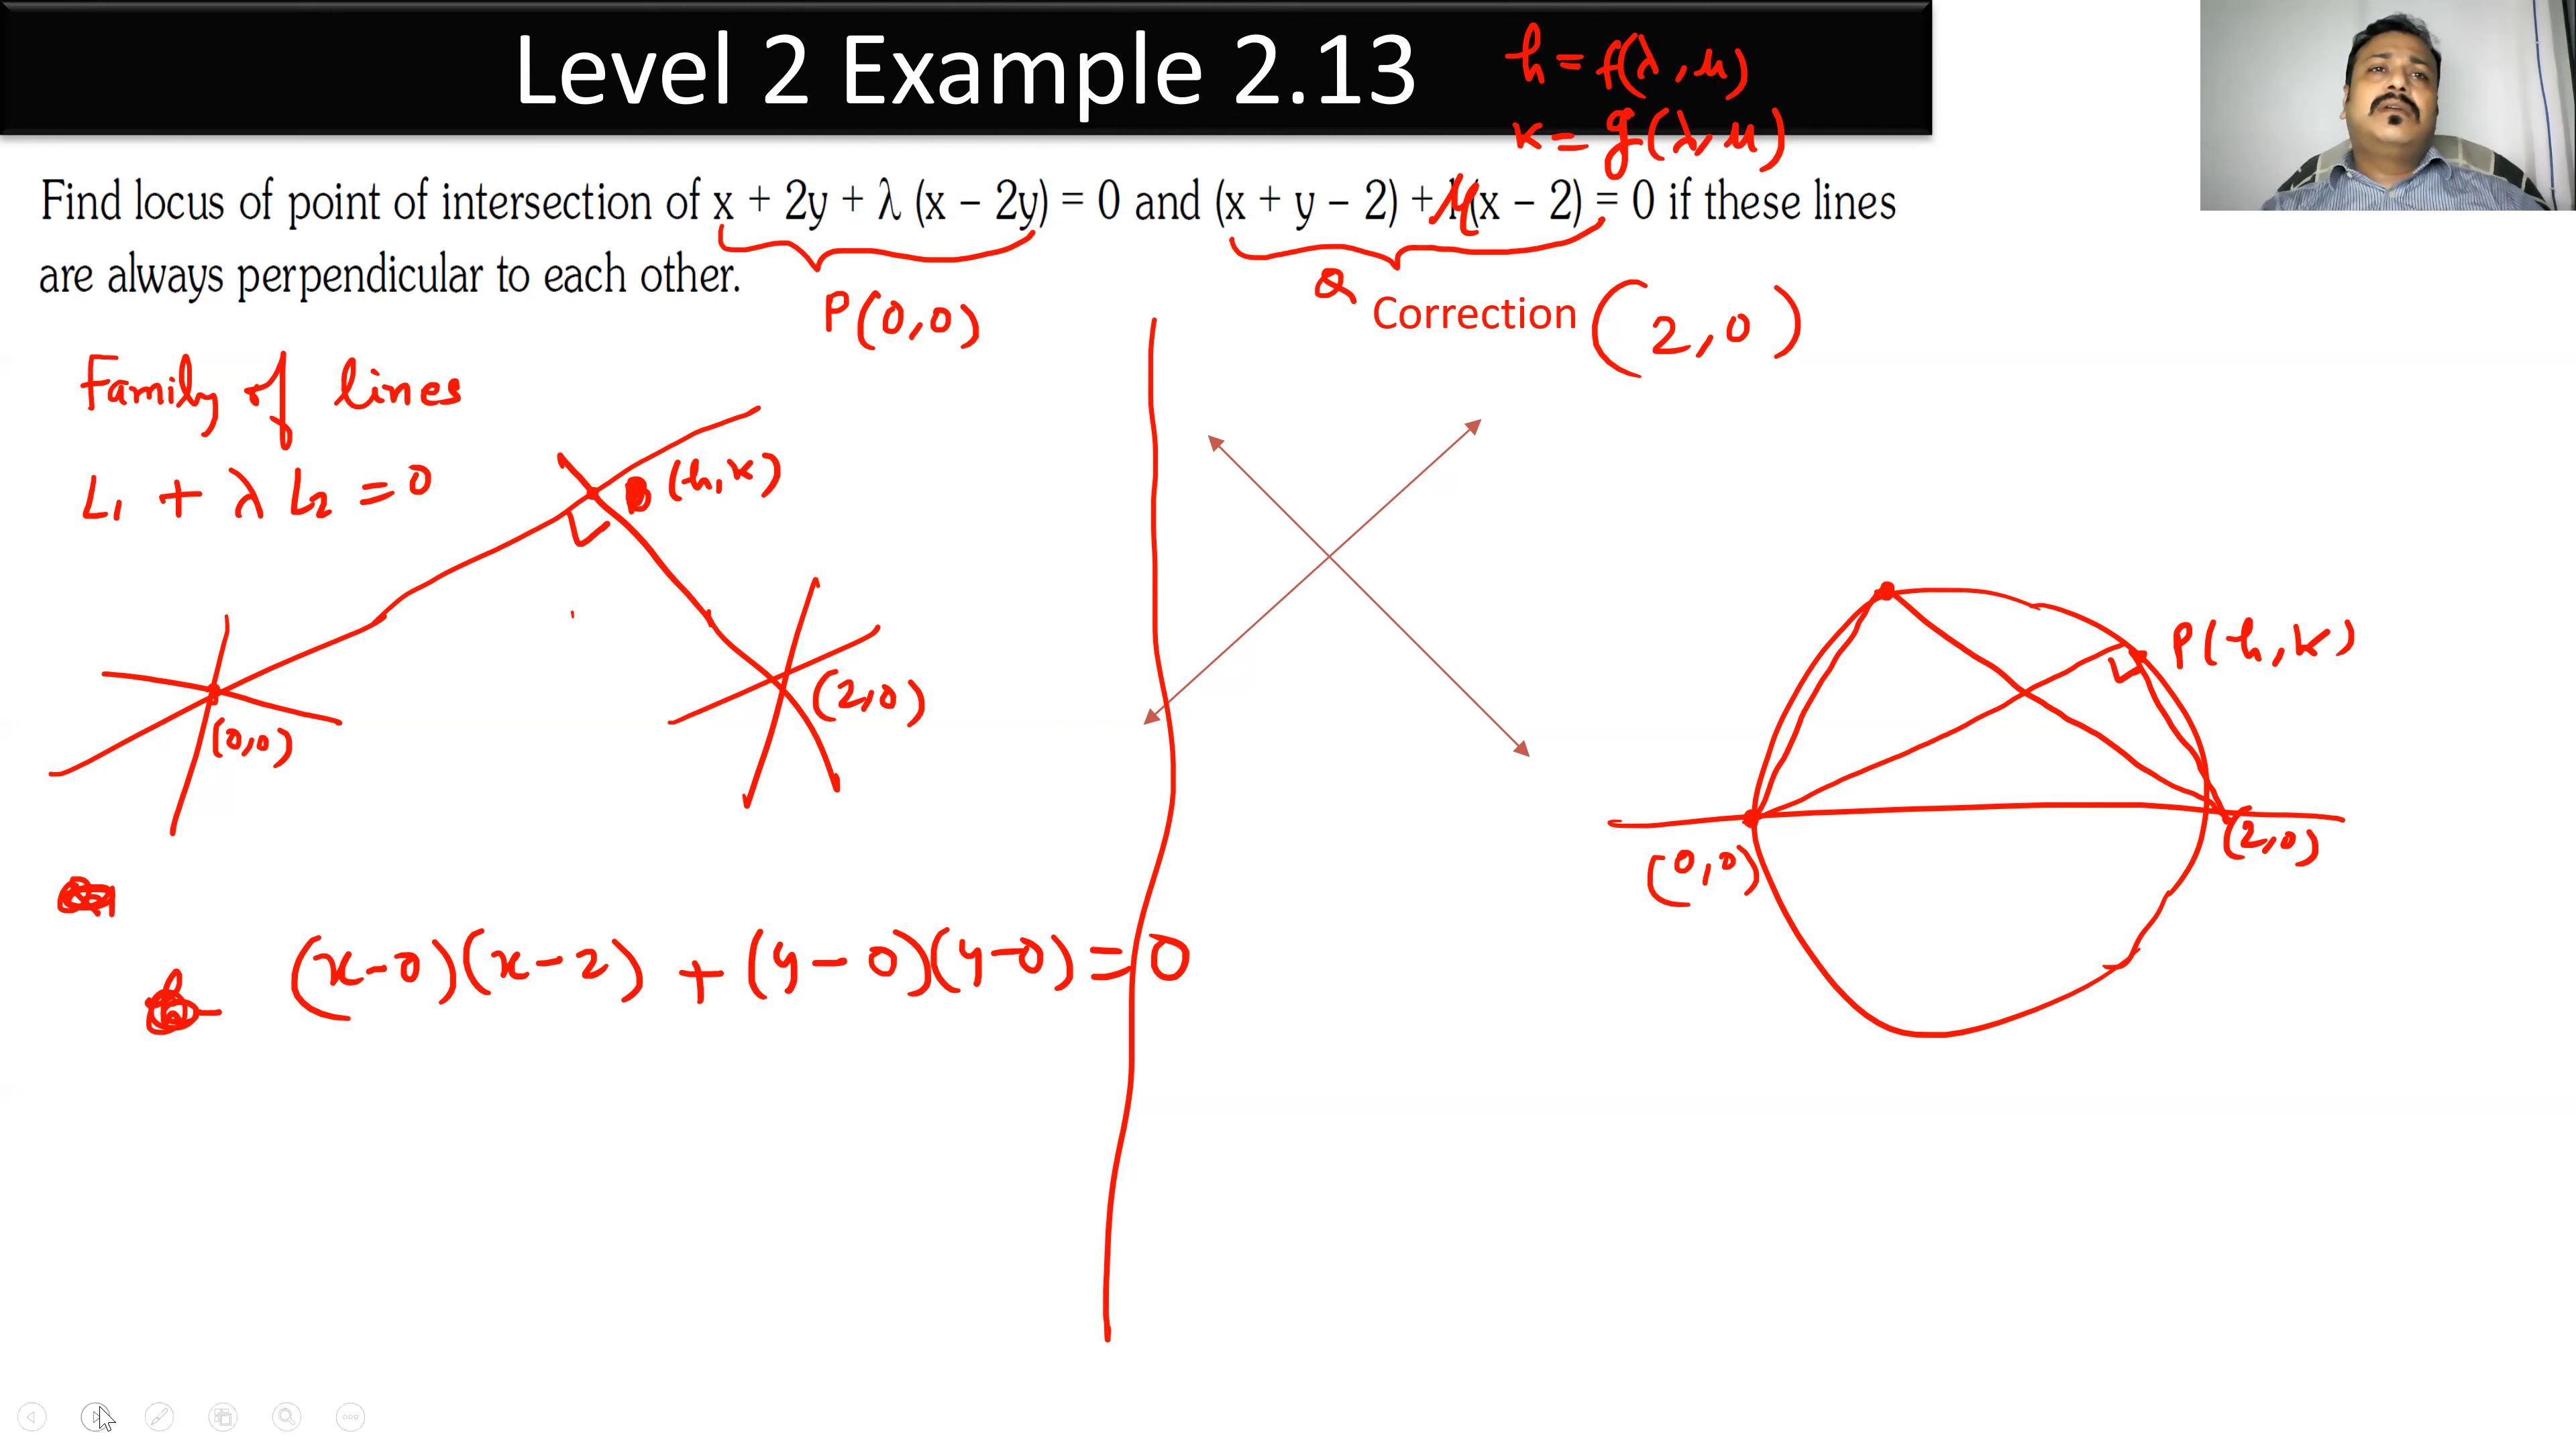 Level 2 Example 2.13
h = f(λ, μ)
k = g(λ, μ)
Find locus of point of intersection of x + 2y + λ (x – 2y) = 0 and (x + y – 2) + μ(x – 2) = 0 if these lines
are always perpendicular to each other.
P(0,0)
Q
Correction
(2,0)
Family of lines
L₁ + λ L₂ = 0
(h, k)
(0,0)
(2,0)
P(h, k)
(0,0)
(2,0)
(x-0)(x-2) + (y-0)(y-0) = 0